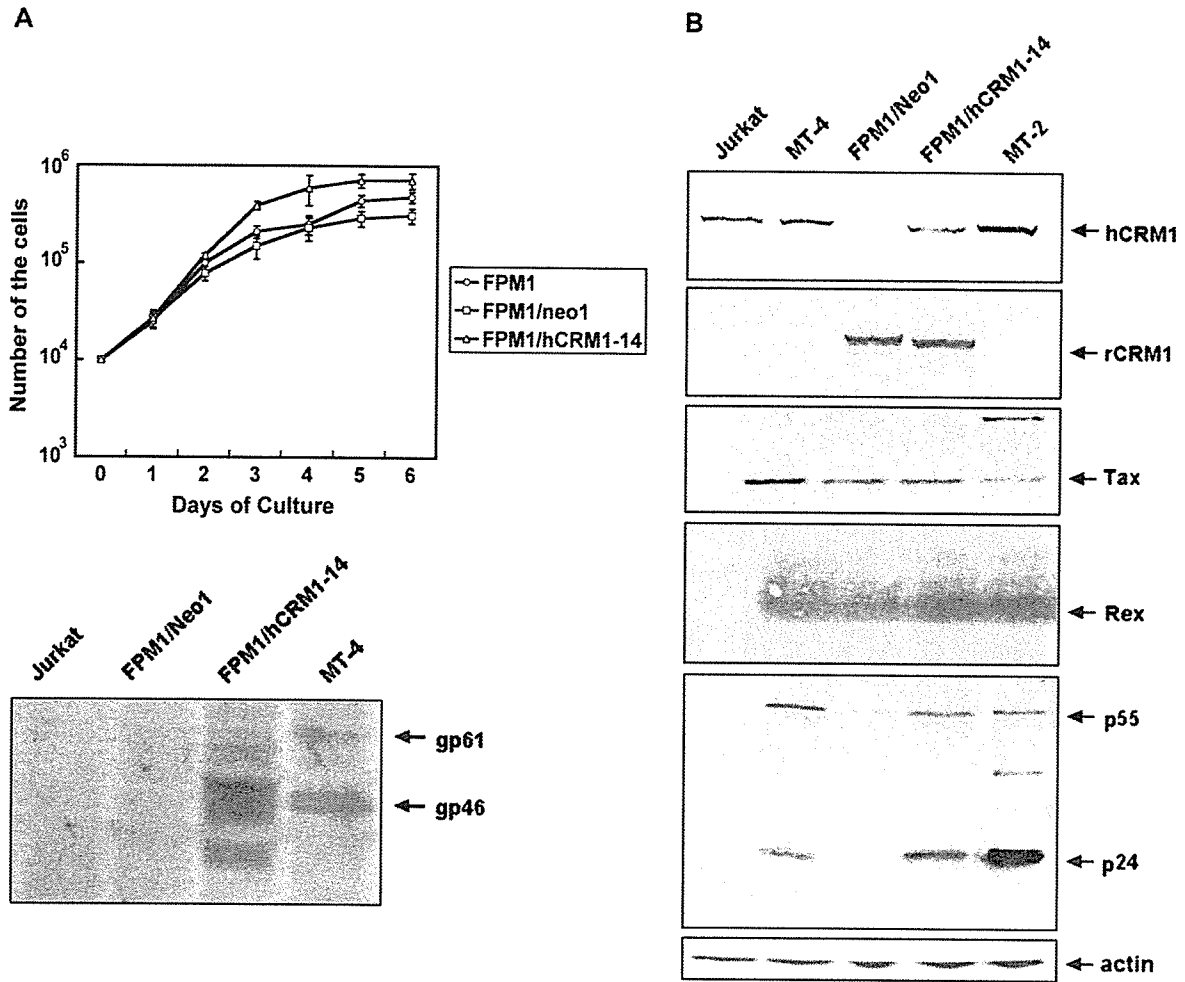 A
10^6
10^5
10^4
10^3
Number of the cells
0 1 2 3 4 5 6
Days of Culture
FPM1
FPM1/neo1
FPM1/hCRM1-14
Jurkat
FPM1/Neo1
FPM1/hCRM1-14
MT-4
gp61
gp46
B
Jurkat
MT-4
FPM1/Neo1
FPM1/hCRM1-14
MT-2
hCRM1
rCRM1
Tax
Rex
p55
p24
actin